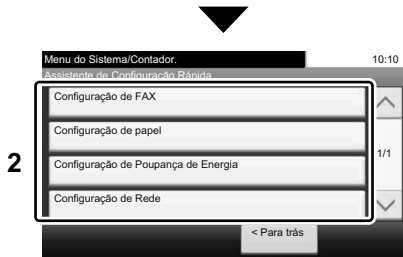 Menu do Sistema/Contador.
10:10
Assistente de Configuração Rápida
Configuração de FAX
Configuração de papel
1/1
2
Configuração de Poupança de Energia
Configuração de Rede
< Para trás